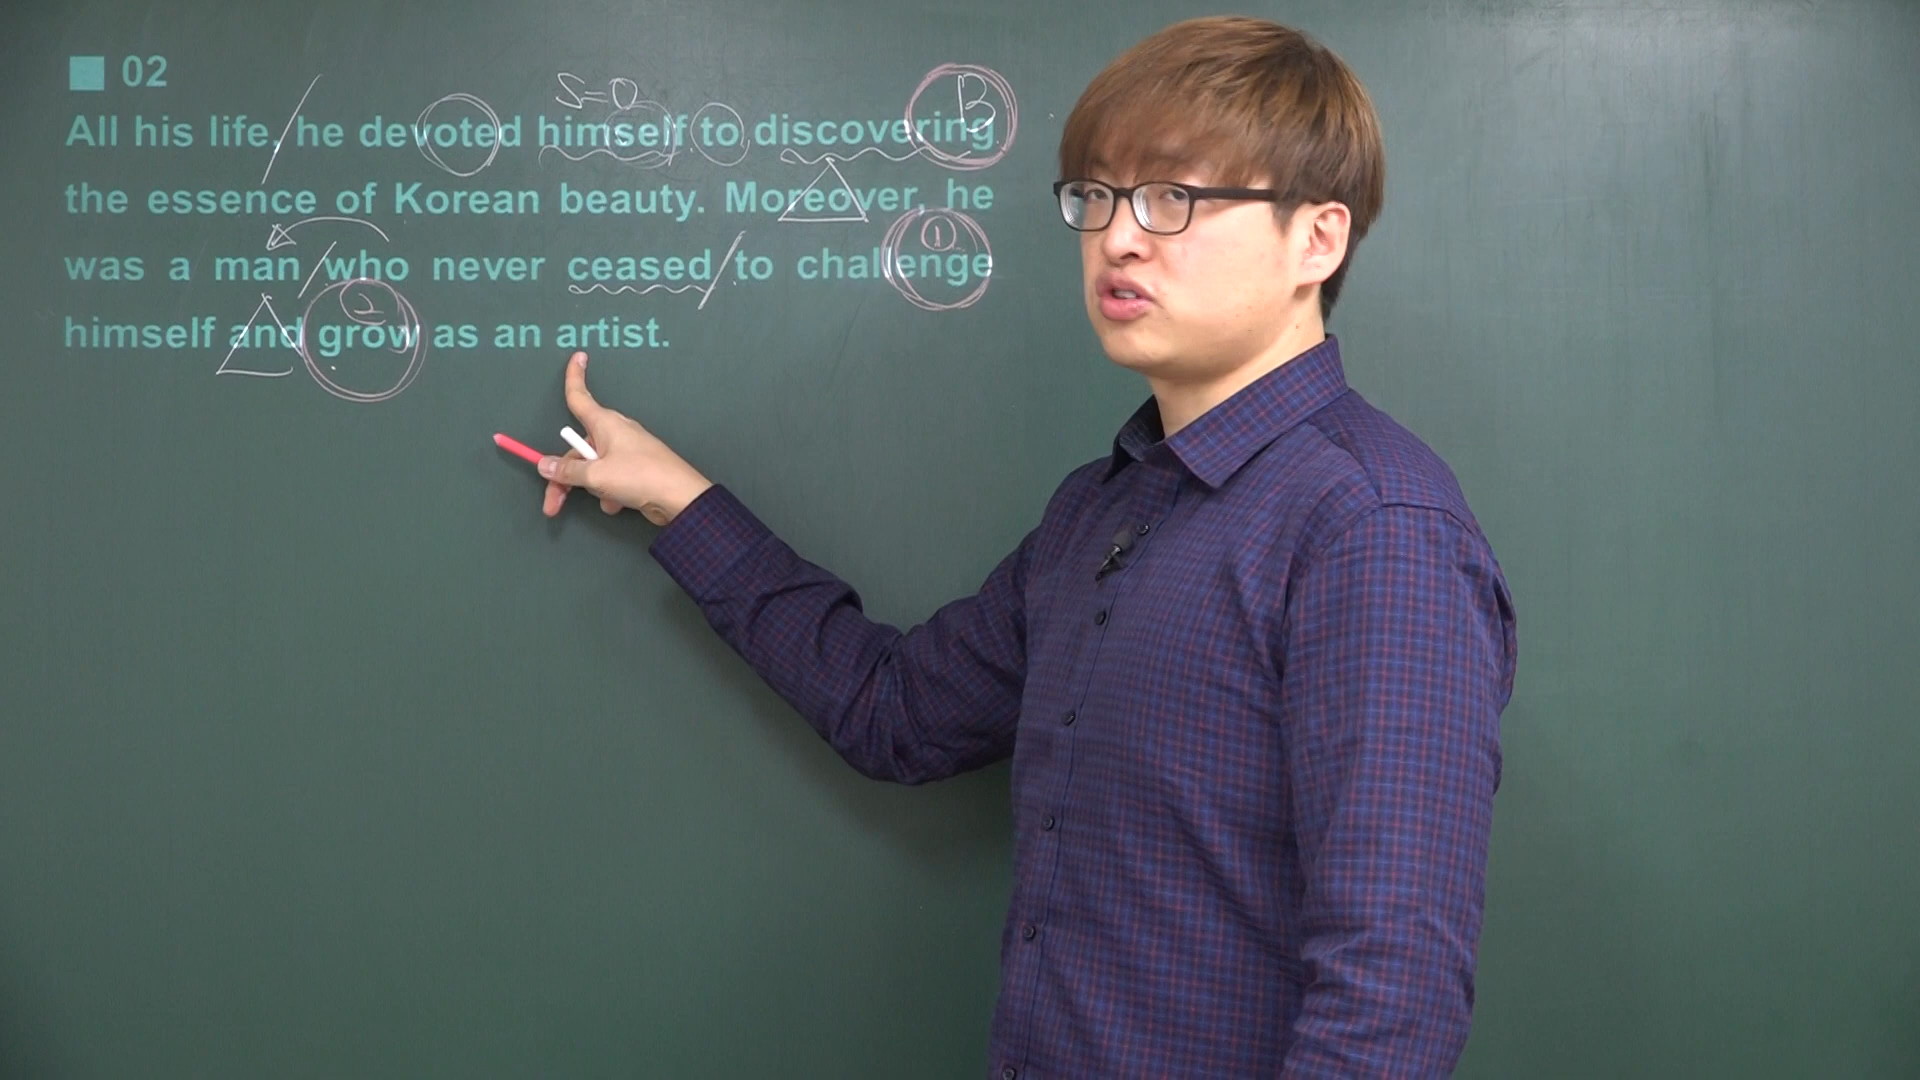 02
S=O
B
All his life, he devoted himself to discovering
the essence of Korean beauty. Moreover, he
1
was a man who never ceased to challenge
2
himself and grow as an artist.